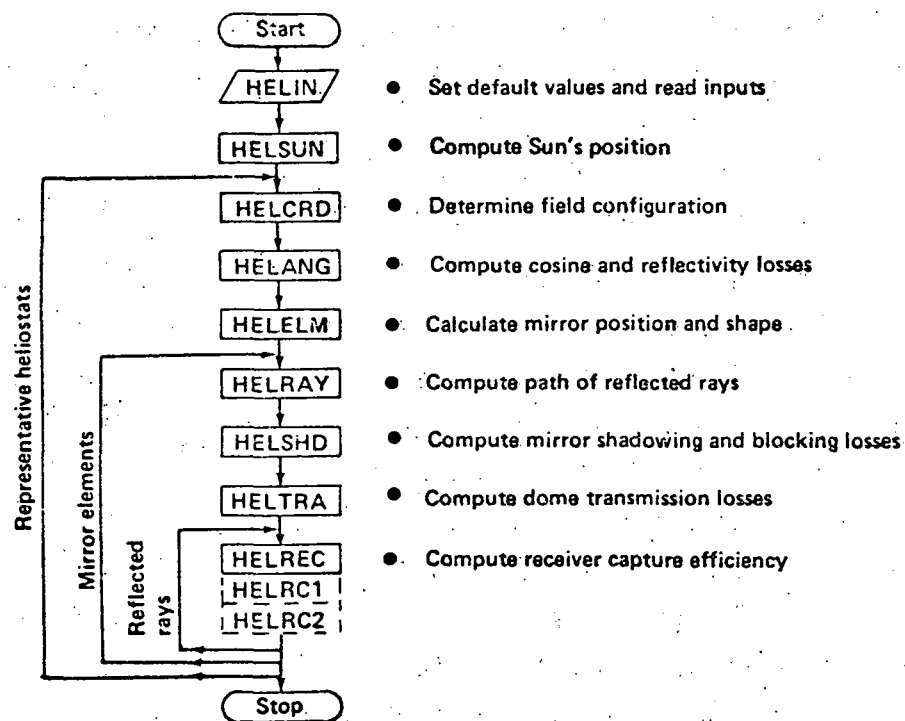 Start
HELIN
• Set default values and read inputs
HELSUN
• Compute Sun's position
HELCRD
• Determine field configuration
HELANG
• Compute cosine and reflectivity losses
HELELM
• Calculate mirror position and shape
HELRAY
• Compute path of reflected rays
HELSHD
• Compute mirror shadowing and blocking losses
HELTRA
• Compute dome transmission losses
HELREC
• Compute receiver capture efficiency
HELRC1
HELRC2
Stop
Representative heliostats
Mirror elements
Reflected
rays